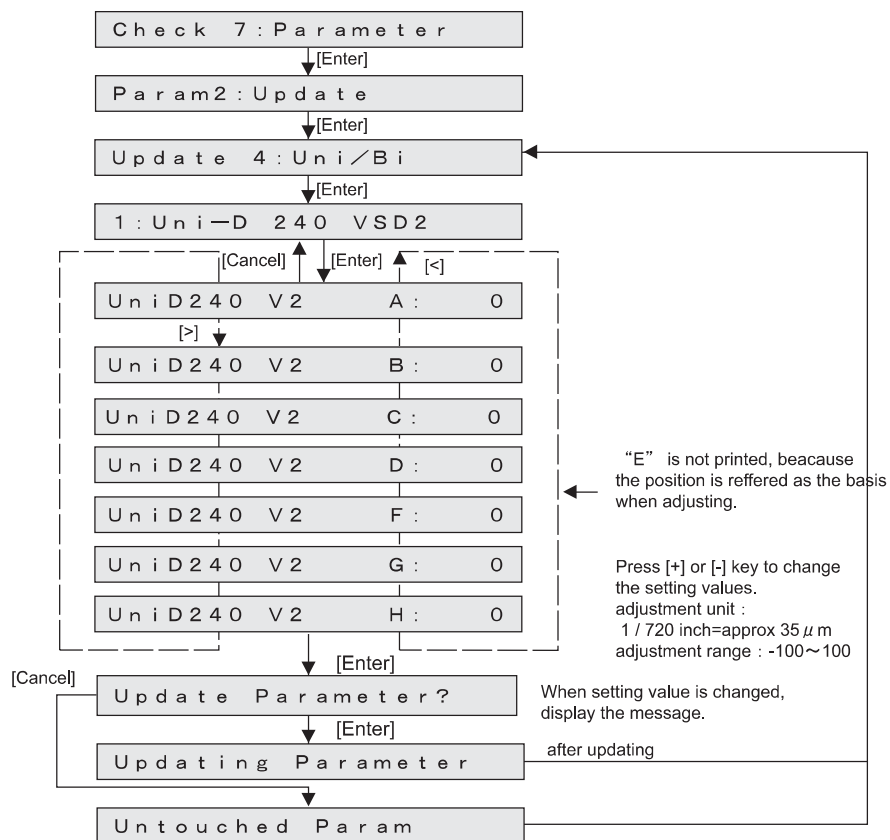 Check 7:Parameter
[Enter]
Param2:Update
[Enter]
Update 4:Uni/Bi
[Enter]
1:Uni-D 240 VSD2
[Cancel] [Enter] [<]
UniD240 V2 A: 0
[>]
UniD240 V2 B: 0
UniD240 V2 C: 0
UniD240 V2 D: 0
UniD240 V2 F: 0
UniD240 V2 G: 0
UniD240 V2 H: 0
“E” is not printed, beacause
the position is reffered as the basis
when adjusting.
Press [+] or [-] key to change
the setting values.
adjustment unit :
1 / 720 inch=approx 35 μ m
adjustment range : -100~100
[Enter]
[Cancel]
Update Parameter?
When setting value is changed,
display the message.
[Enter]
Updating Parameter
after updating
Untouched Param